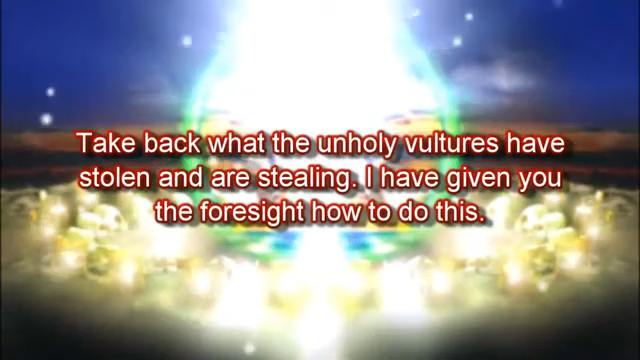 Take back what the unholy vultures have
stolen and are stealing. I have given you
the foresight how to do this.